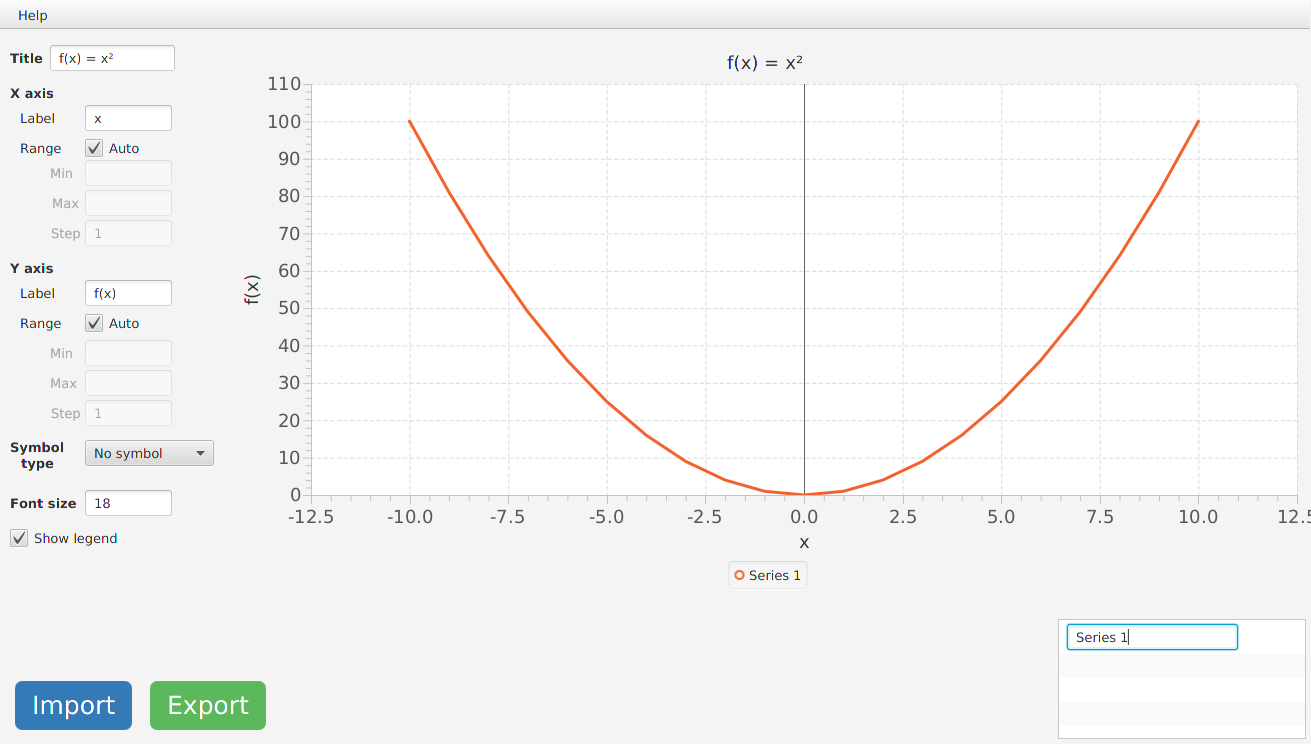 Help
Title f(x) = x²
X axis
Label x
Range Auto
Min
Max
Step 1
Y axis
Label f(x)
Range Auto
Min
Max
Step 1
Symbol type No symbol
Font size 18
Show legend
Import Export
f(x) = x²
110
100
90
80
70
60
50
40
30
20
10
0
f(x)
-12.5 -10.0 -7.5 -5.0 -2.5 0.0 2.5 5.0 7.5 10.0 12.5
x
Series 1
Series 1